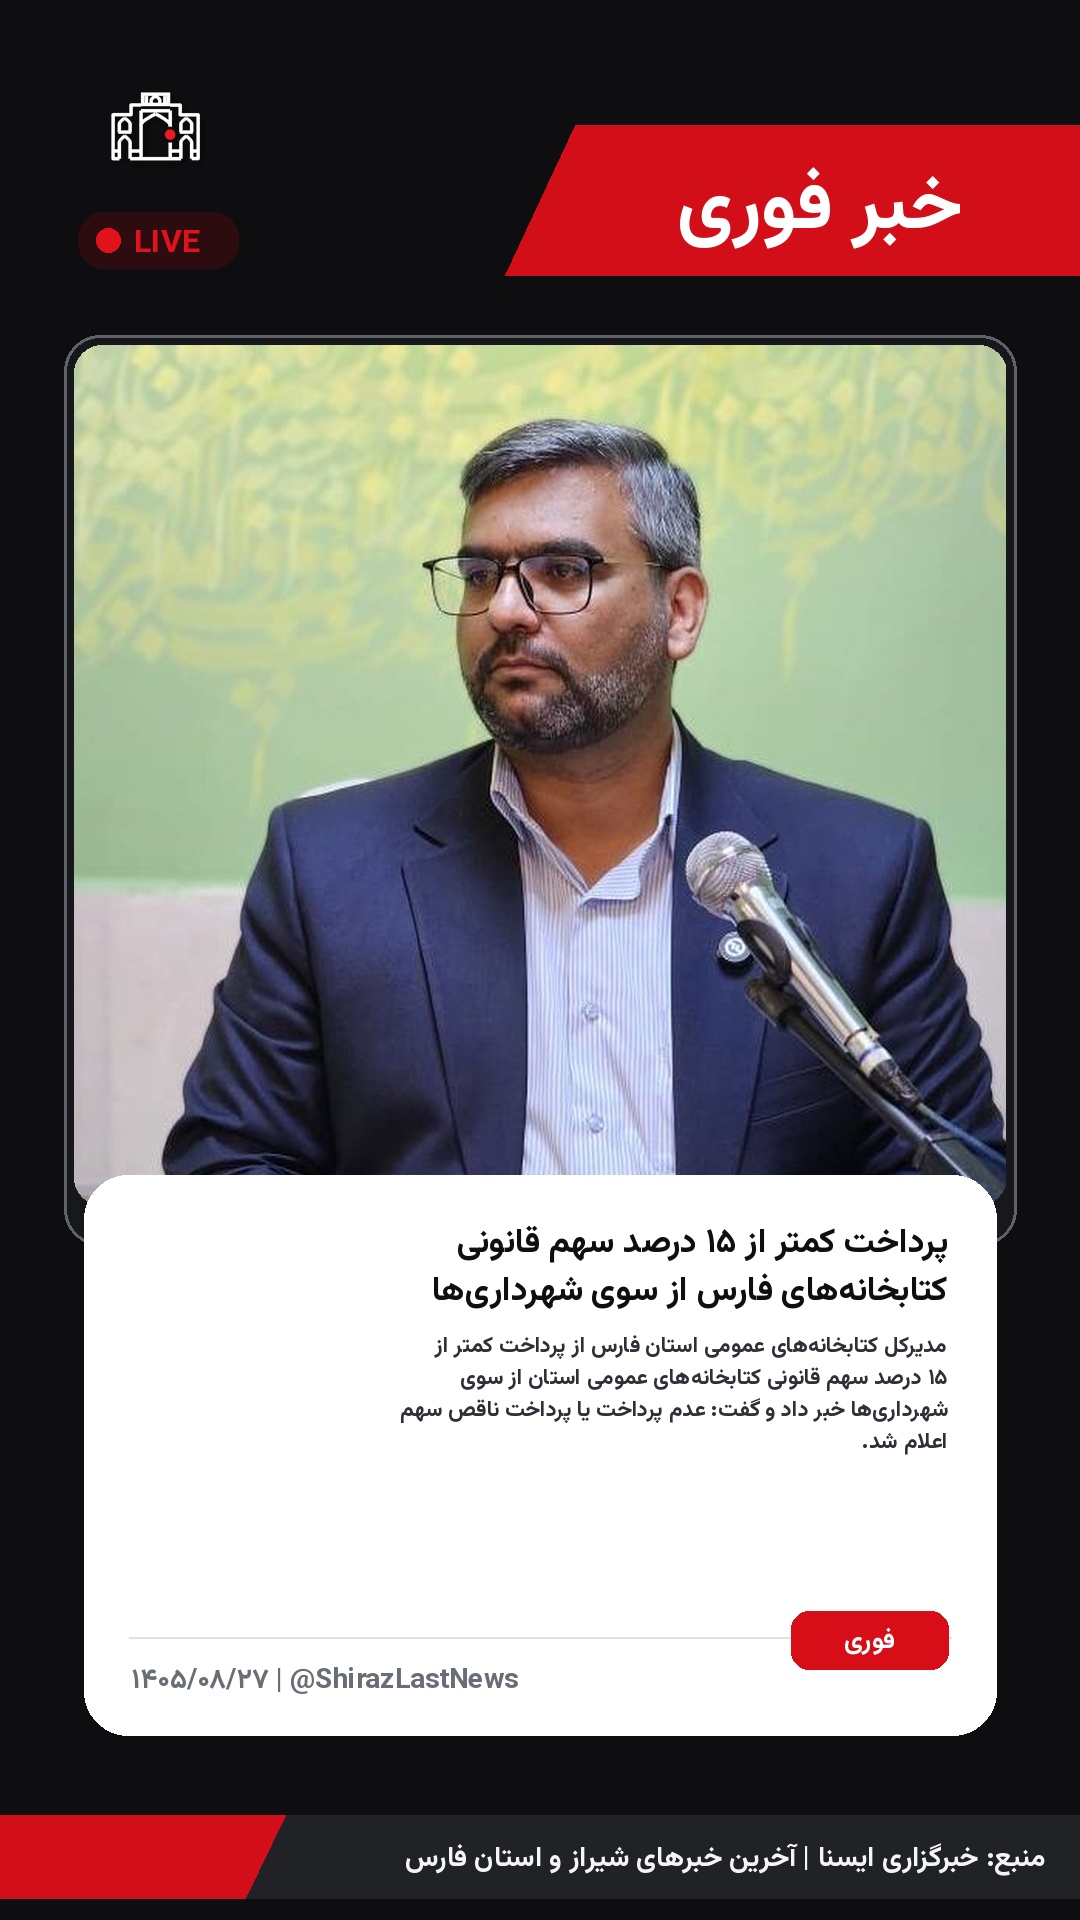 خبر فوری
LIVE
پرداخت کمتر از ۱۵ درصد سهم قانونی
کتابخانه‌های فارس از سوی شهرداری‌ها
مدیرکل کتابخانه‌های عمومی استان فارس از پرداخت کمتر از
۱۵ درصد سهم قانونی کتابخانه‌های عمومی استان از سوی
شهرداری‌ها خبر داد و گفت: عدم پرداخت یا پرداخت ناقص سهم
اعلام شد.
فوری
۱۴۰۵/۰۸/۲۷ | @ShirazLastNews
منبع: خبرگزاری ایسنا | آخرین خبرهای شیراز و استان فارس